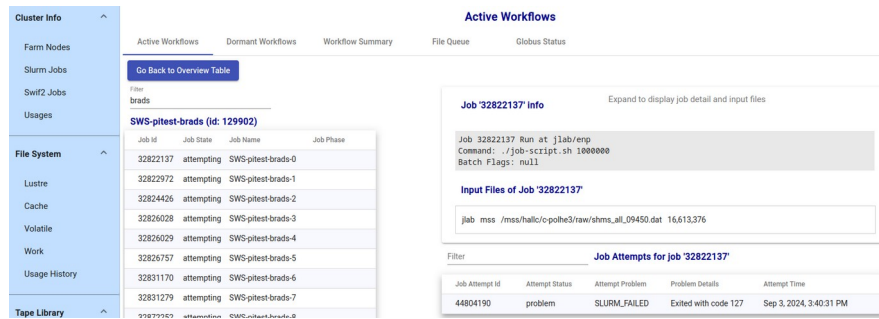 Cluster Info
Farm Nodes
Slurm Jobs
Swif2 Jobs
Usages
File System
Lustre
Cache
Volatile
Work
Usage History
Tape Library
Active Workflows
Active Workflows Dormant Workflows Workflow Summary File Queue Globus Status
Go Back to Overview Table
Filter
brads
SWS-pitest-brads (id: 129902)
Job Id Job State Job Name Job Phase
32822137 attempting SWS-pitest-brads-0
32822972 attempting SWS-pitest-brads-1
32824426 attempting SWS-pitest-brads-2
32826028 attempting SWS-pitest-brads-3
32826029 attempting SWS-pitest-brads-4
32826757 attempting SWS-pitest-brads-5
32831170 attempting SWS-pitest-brads-6
32831279 attempting SWS-pitest-brads-7
32872252 attempting SWS-pitest-brads-8
Job '32822137' info Expand to display job detail and input files
Job 32822137 Run at jlab/enp
Command: ./job-script.sh 1000000
Batch Flags: null
Input Files of Job '32822137'
jlab mss /mss/hallc/c-polhe3/raw/shms_all_09450.dat 16,613,376
Filter Job Attempts for job '32822137'
Job Attempt Id Attempt Status Attempt Problem Problem Details Attempt Time
44804190 problem SLURM_FAILED Exited with code 127 Sep 3, 2024, 3:40:31 PM